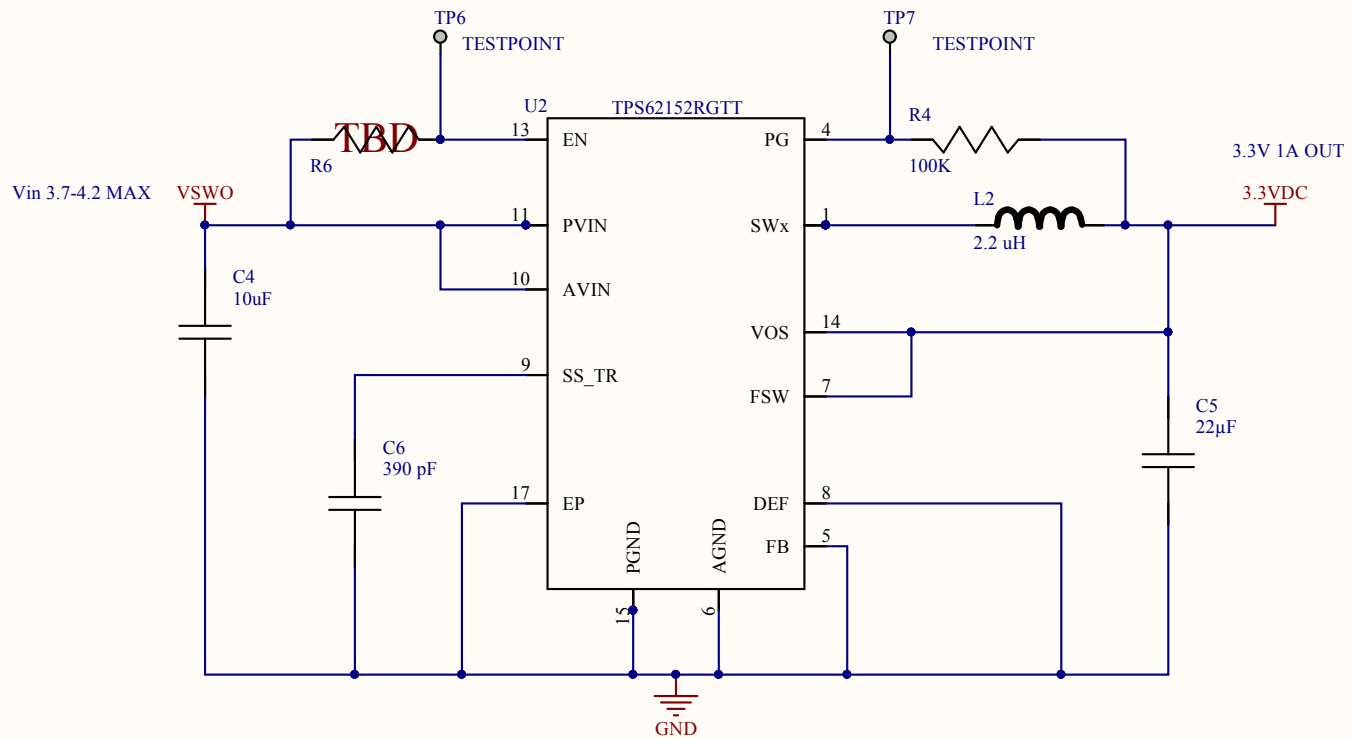 TP6
TESTPOINT
TP7
TESTPOINT
U2
TPS62152RGTT
TBD
R6
13
EN
PG
4
R4
100K
3.3V 1A OUT
Vin 3.7-4.2 MAX
VSWO
11
PVIN
SWx
1
L2
2.2 uH
3.3VDC
C4
10uF
10
AVIN
VOS
14
9
SS_TR
FSW
7
C6
390 pF
C5
22µF
17
EP
DEF
8
FB
5
PGND
AGND
15
6
GND